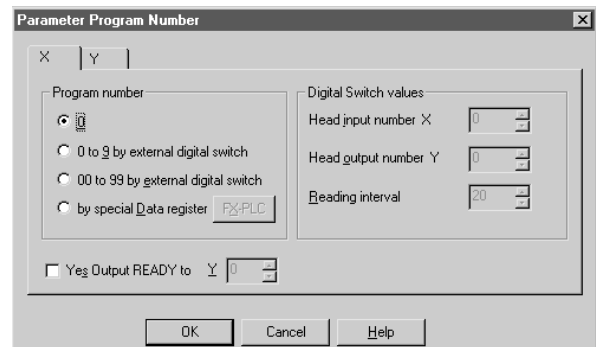 Parameter Program Number
X
Y
Program number
0
0 to 9 by external digital switch
00 to 99 by external digital switch
by special Data register FX-PLC
Digital Switch values
Head input number X 0
Head output number Y 0
Reading interval 20
Yes Output READY to Y 0
OK Cancel Help